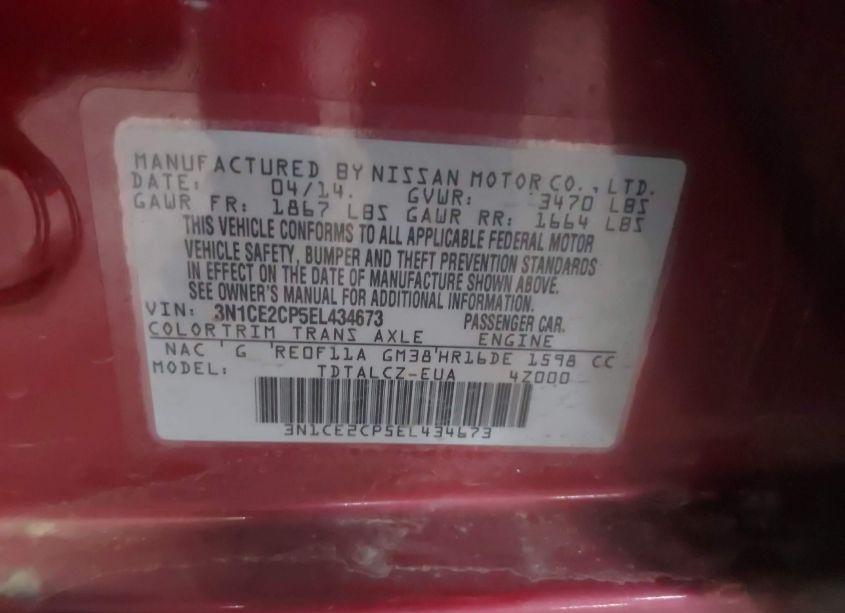 MANUFACTURED BY NISSAN MOTOR CO., LTD.
DATE: 04/14. GVWR: 3470 LBS
GAWR FR: 1867 LBS GAWR RR: 1664 LBS
THIS VEHICLE CONFORMS TO ALL APPLICABLE FEDERAL MOTOR
VEHICLE SAFETY, BUMPER AND THEFT PREVENTION STANDARDS
IN EFFECT ON THE DATE OF MANUFACTURE SHOWN ABOVE.
SEE OWNER'S MANUAL FOR ADDITIONAL INFORMATION.
VIN: 3N1CE2CP5EL434673 PASSENGER CAR.
COLOR TRIM TRANS AXLE ENGINE
NAC ' G 'RE0F11A GM38'HR16DE 1598 CC
MODEL: TDTALCZ-EUA 4Z000
3N1CE2CP5EL434673